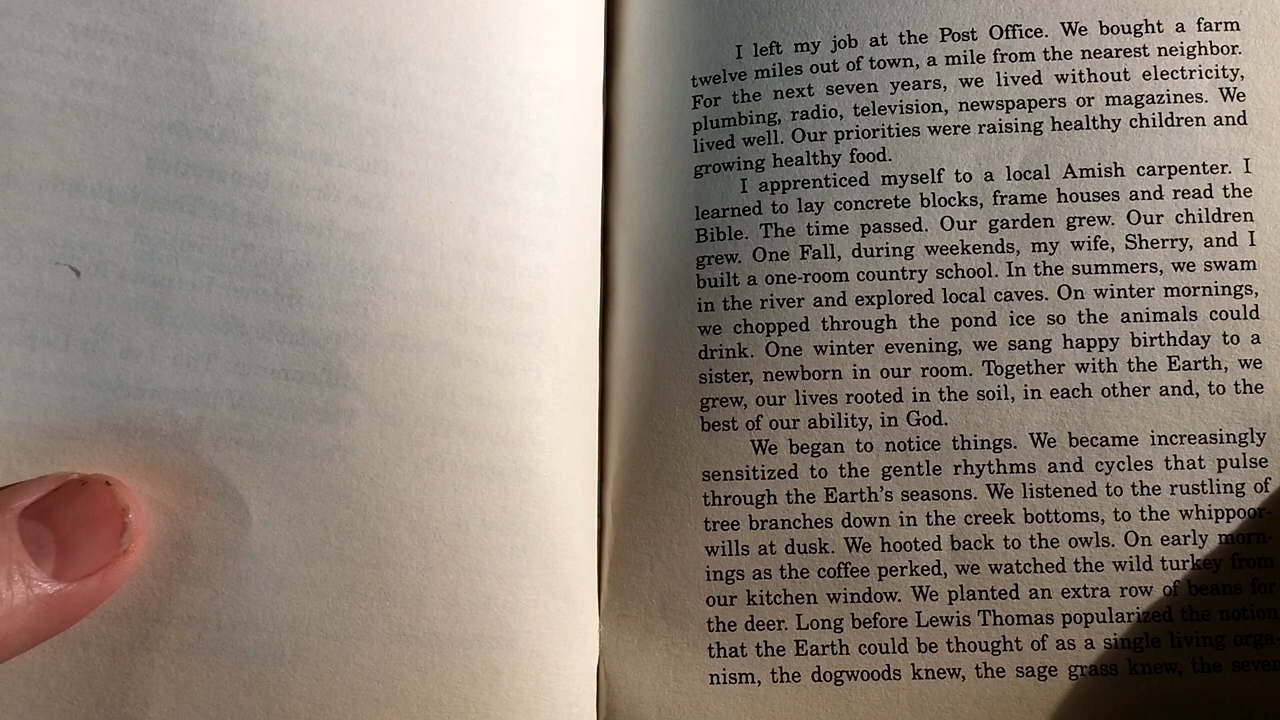 I left my job at the Post Office. We bought a farm
twelve miles out of town, a mile from the nearest neighbor.
For the next seven years, we lived without electricity,
plumbing, radio, television, newspapers or magazines. We
lived well. Our priorities were raising healthy children and
growing healthy food.
I apprenticed myself to a local Amish carpenter. I
learned to lay concrete blocks, frame houses and read the
Bible. The time passed. Our garden grew. Our children
grew. One Fall, during weekends, my wife, Sherry, and I
built a one-room country school. In the summers, we swam
in the river and explored local caves. On winter mornings,
we chopped through the pond ice so the animals could
drink. One winter evening, we sang happy birthday to a
sister, newborn in our room. Together with the Earth, we
grew, our lives rooted in the soil, in each other and, to the
best of our ability, in God.
We began to notice things. We became increasingly
sensitized to the gentle rhythms and cycles that pulse
through the Earth's seasons. We listened to the rustling of
tree branches down in the creek bottoms, to the whippoor-
wills at dusk. We hooted back to the owls. On early morn-
ings as the coffee perked, we watched the wild turkey from
our kitchen window. We planted an extra row of beans for
the deer. Long before Lewis Thomas popularized the notion
that the Earth could be thought of as a single living orga-
nism, the dogwoods knew, the sage grass knew, the seven